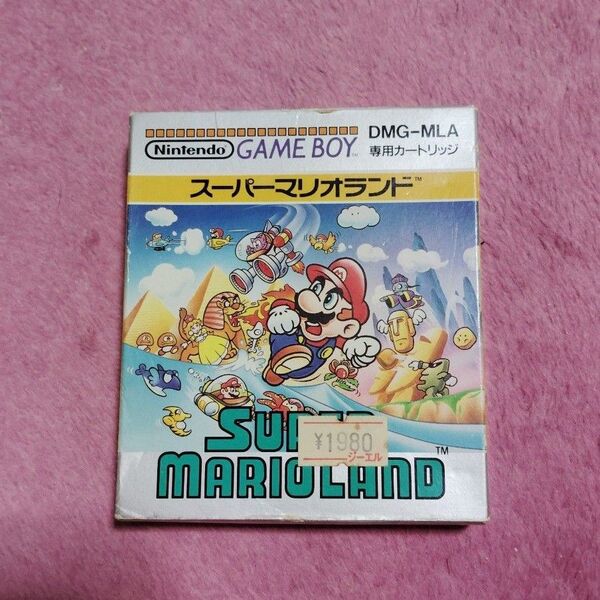 Nintendo GAME BOY™
DMG-MLA
専用カートリッジ
スーパーマリオランド™
SUPER
MARIOLAND™
¥1980
ジーエル